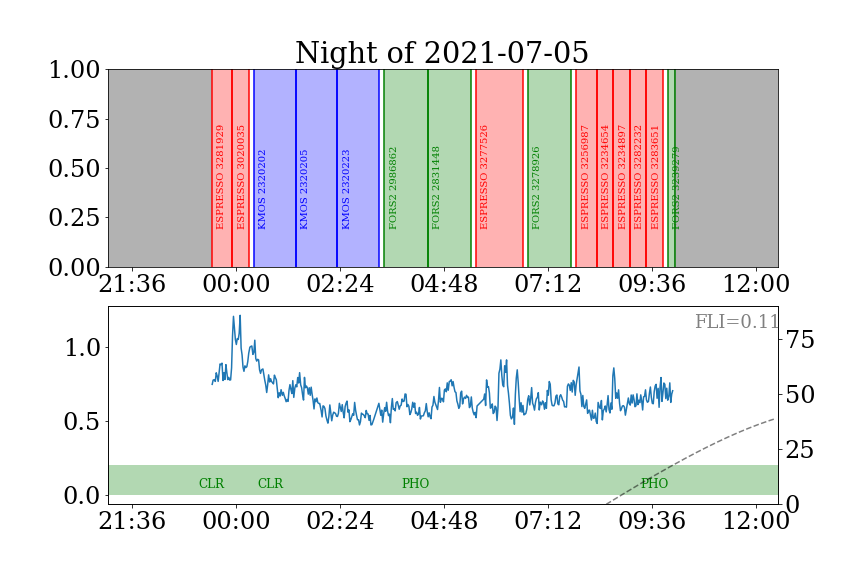 Night of 2021-07-05
1.00
0.75
0.50
0.25
0.00
ESPRESSO 3281929
ESPRESSO 3020035
KMOS 2320202
KMOS 2320205
KMOS 2320223
FORS2 2986862
FORS2 2831448
ESPRESSO 3277526
FORS2 3278926
ESPRESSO 3256987
ESPRESSO 3234654
ESPRESSO 3234897
ESPRESSO 3282232
ESPRESSO 3283651
FORS2 3239279
21:36 00:00 02:24 04:48 07:12 09:36 12:00
FLI=0.11
1.0
0.5
0.0
75
50
25
0
CLR CLR PHO PHO
21:36 00:00 02:24 04:48 07:12 09:36 12:00